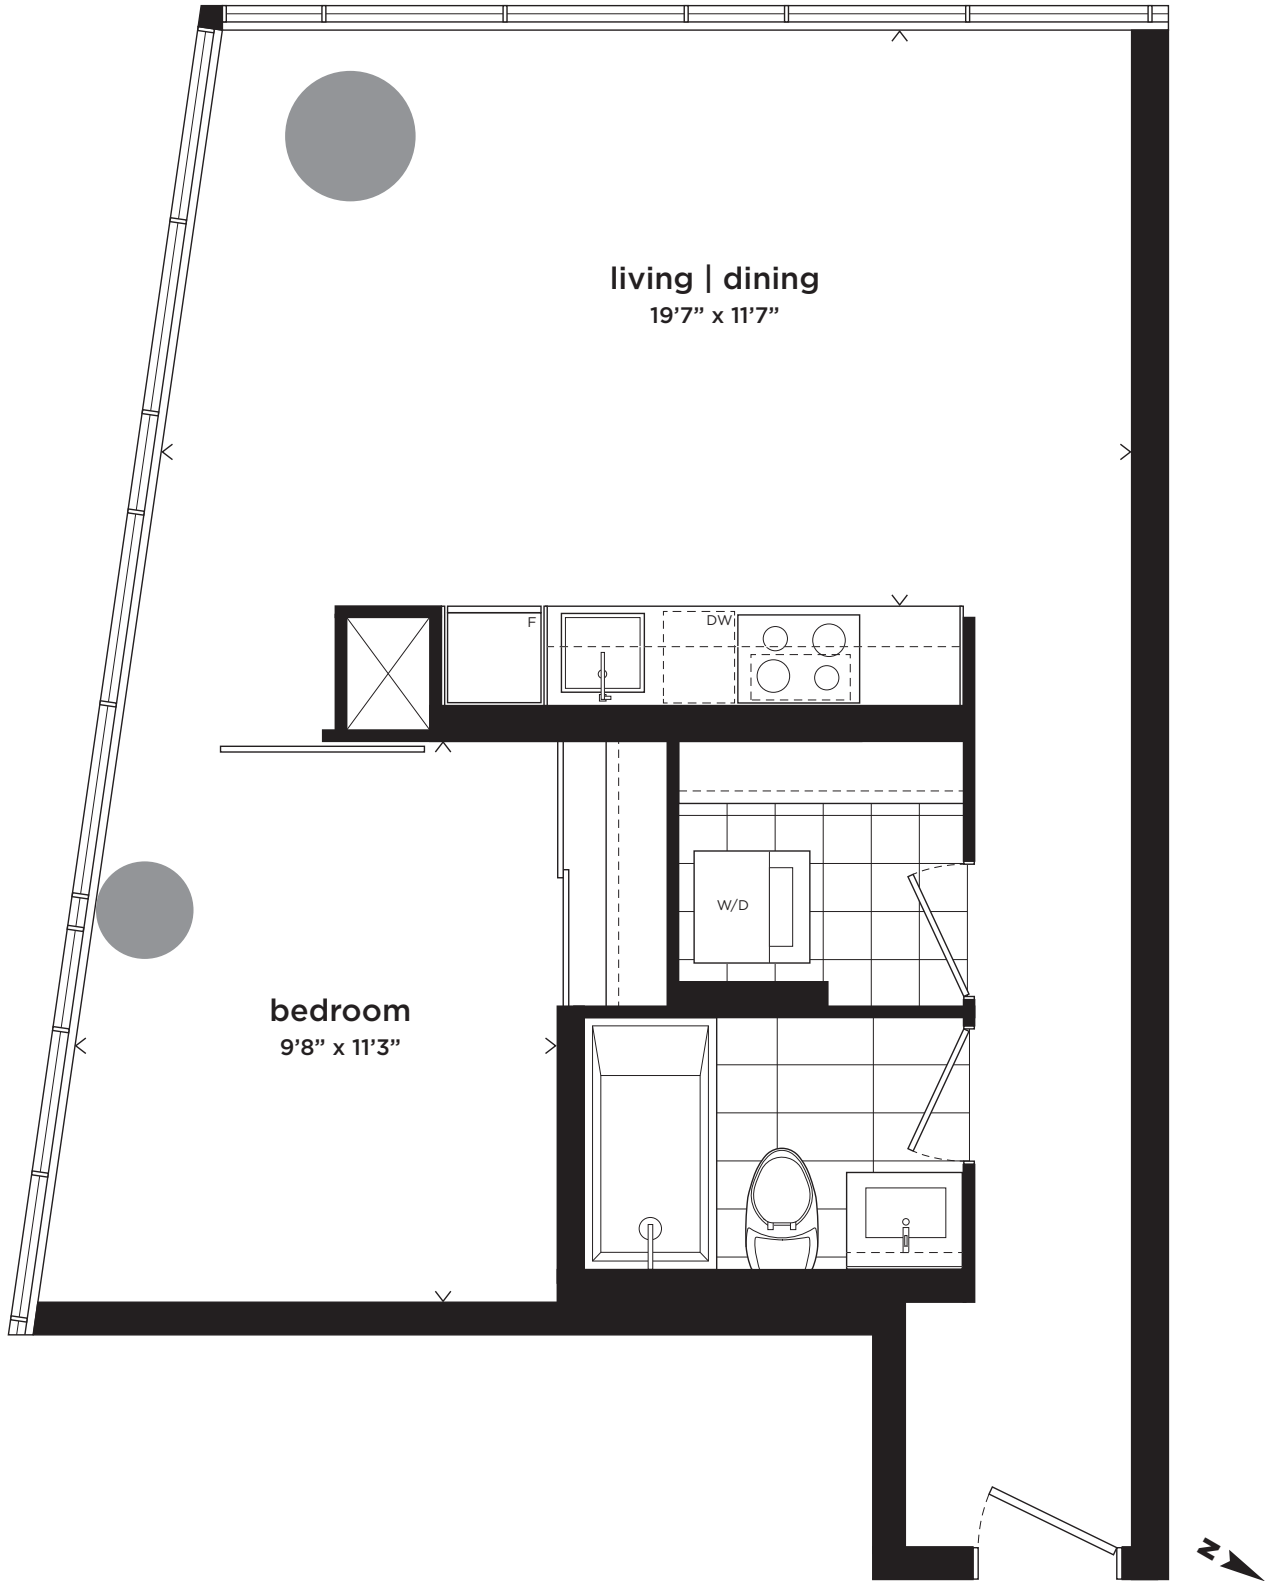 living | dining
19’7” x 11’7”
F
DW
W/D
bedroom
9’8” x 11’3”
N